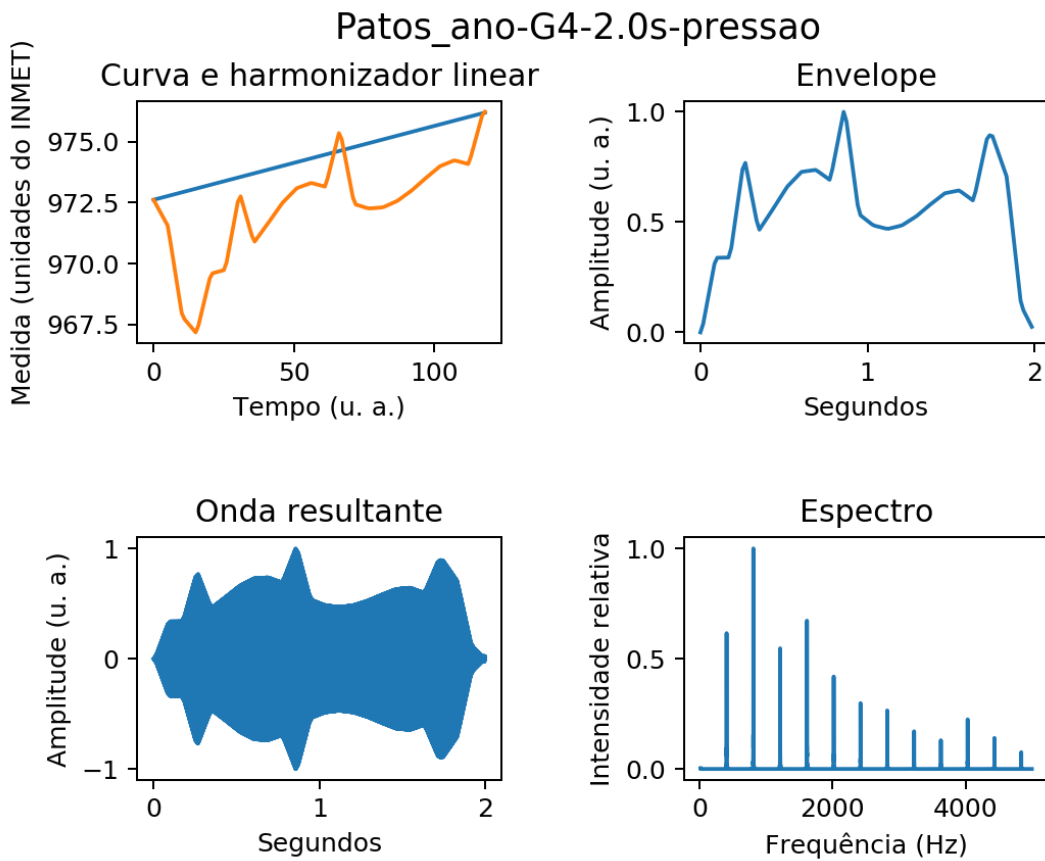 Patos_ano-G4-2.0s-pressao
Curva e harmonizador linear
Medida (unidades do INMET)
975.0
972.5
970.0
967.5
0 50 100
Tempo (u. a.)
Envelope
Amplitude (u. a.)
1.0
0.5
0.0
0 1 2
Segundos
Onda resultante
Amplitude (u. a.)
1
0
−1
0 1 2
Segundos
Espectro
Intensidade relativa
1.0
0.5
0.0
0 2000 4000
Frequência (Hz)